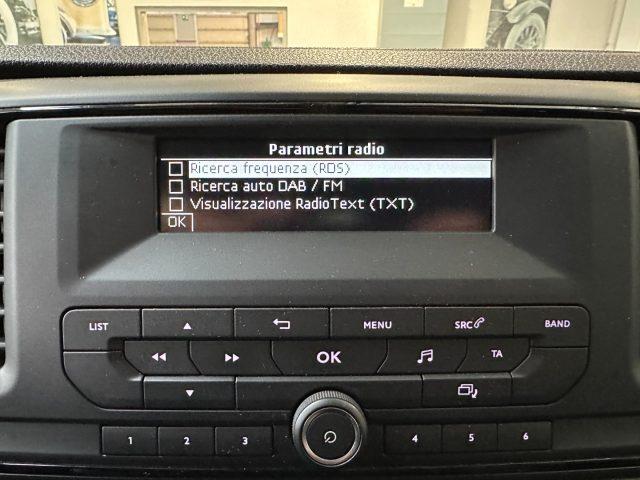 Parametri radio
Ricerca frequenza (RDS)
Ricerca auto DAB / FM
Visualizzazione RadioText (TXT)
OK
LIST
MENU
SRC
BAND
OK
TA
1 2 3 4 5 6